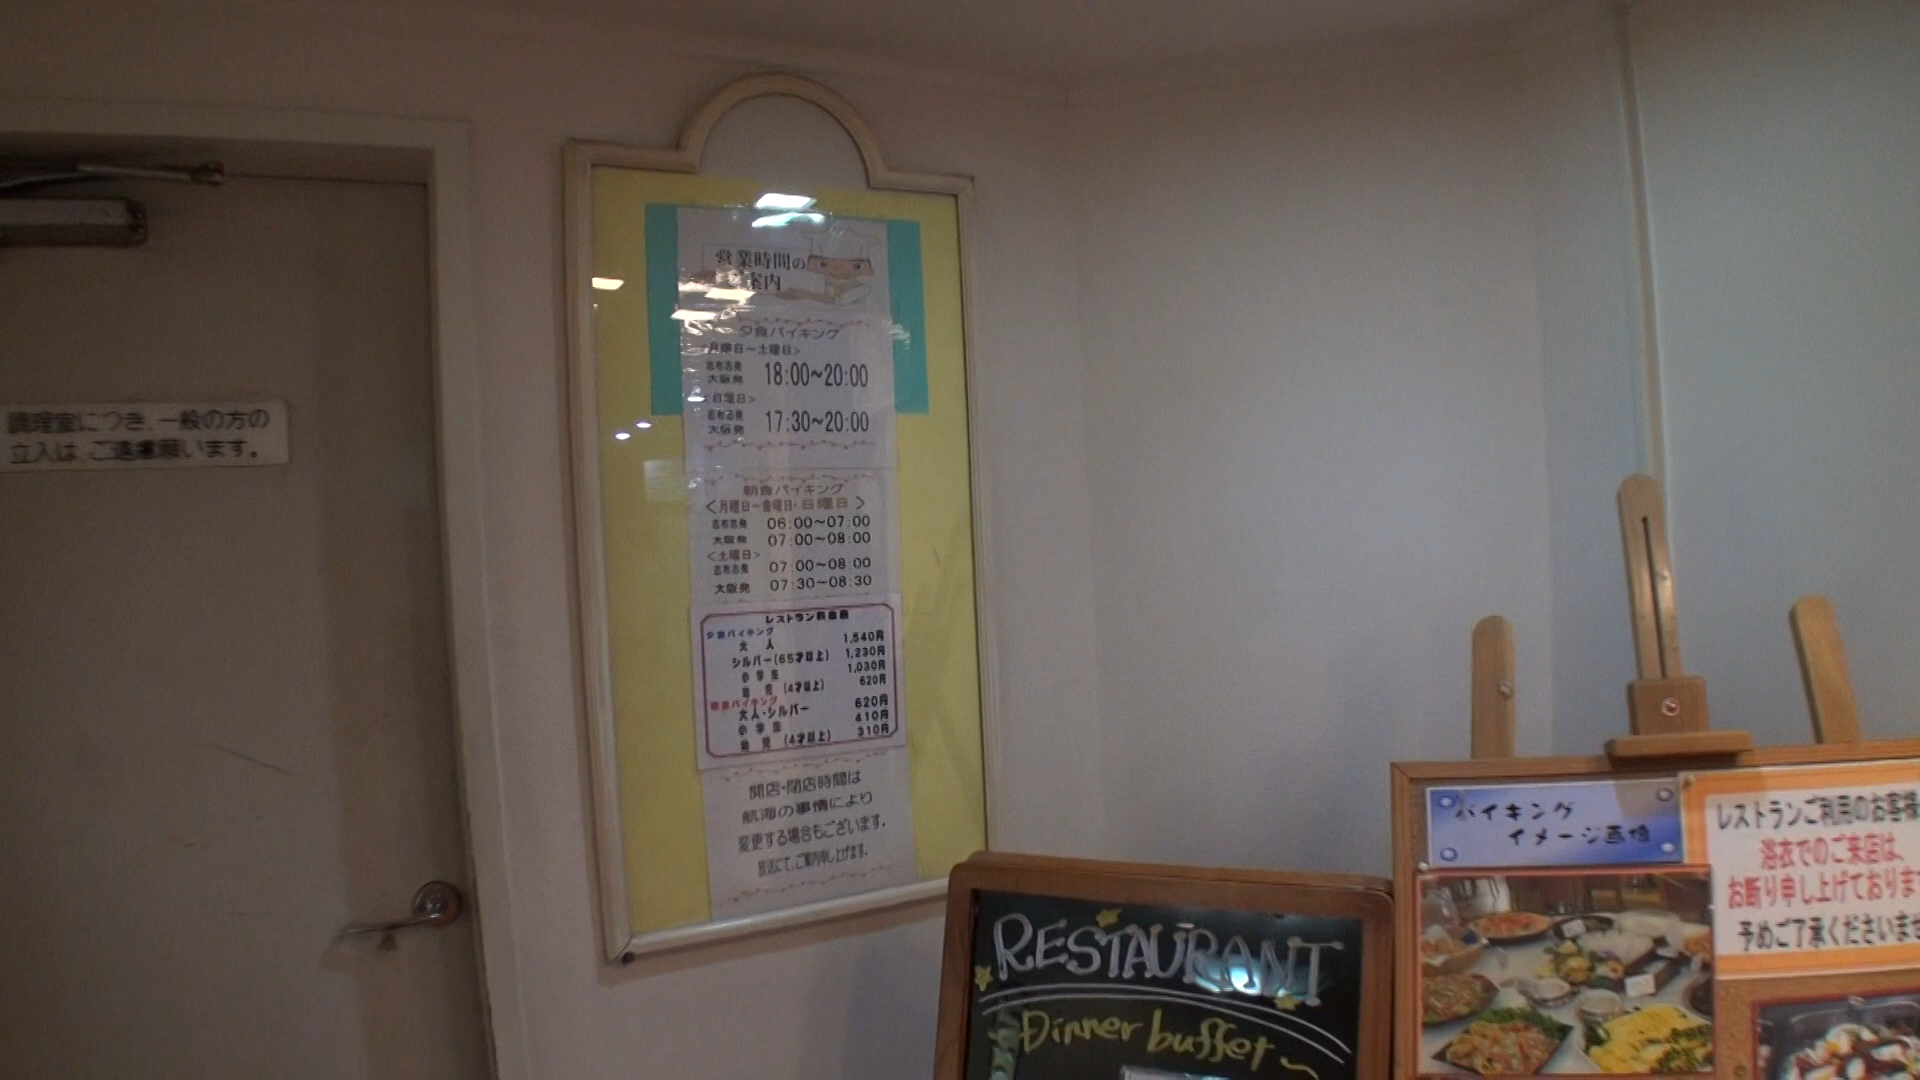 調理室につき、一般の方の
立入は、ご遠慮願います。
営業時間の
ご案内
夕食バイキング
<月曜日~土曜日>
志布志発
大阪発 18:00~20:00
<日曜日>
志布志発
大阪発 17:30~20:00
朝食バイキング
<月曜日~金曜日・日曜日>
志布志発 06:00~07:00
大阪発 07:00~08:00
<土曜日>
志布志発 07:00~08:00
大阪発 07:30~08:30
レストラン料金表
夕食バイキング
大人 1,540円
シルバー(65才以上) 1,230円
小学生 1,030円
幼児(4才以上) 620円
朝食バイキング
大人・シルバー 620円
小学生 410円
幼児(4才以上) 310円
開店・閉店時間は
航海の事情により
変更する場合もございます。
放送にて、ご案内申し上げます。
RESTAURANT
Dinner buffet~
バイキング
イメージ画像
レストランご利用のお客様
浴衣でのご来店は、
お断り申し上げておりま
予めご了承くださいませ